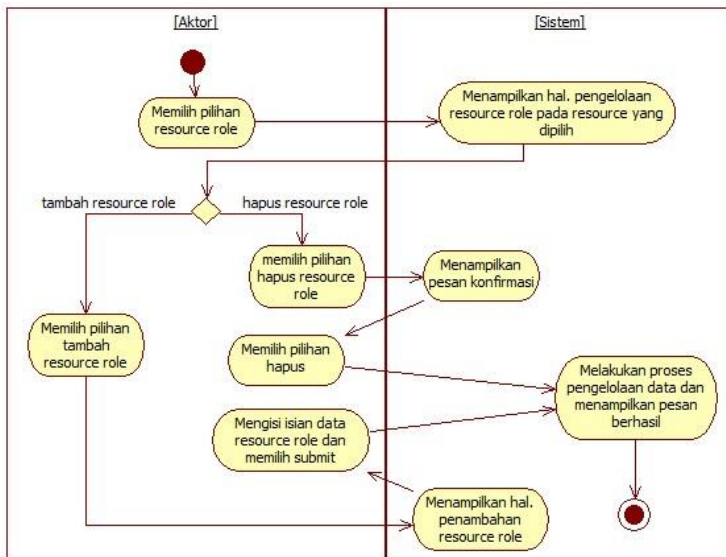 [Aktor]
[Sistem]
Memilih pilihan
resource role
Menampilkan hal. pengelolaan
resource role pada resource yang
dipilih
tambah resource role
hapus resource role
memilih pilihan
hapus resource
role
Menampilkan
pesan konfirmasi
Memilih pilihan
tambah
resource role
Memilih pilihan
hapus
Melakukan proses
pengelolaan data dan
menampilkan pesan
berhasil
Mengisi isian data
resource role dan
memilih submit
Menampilkan hal.
penambahan
resource role